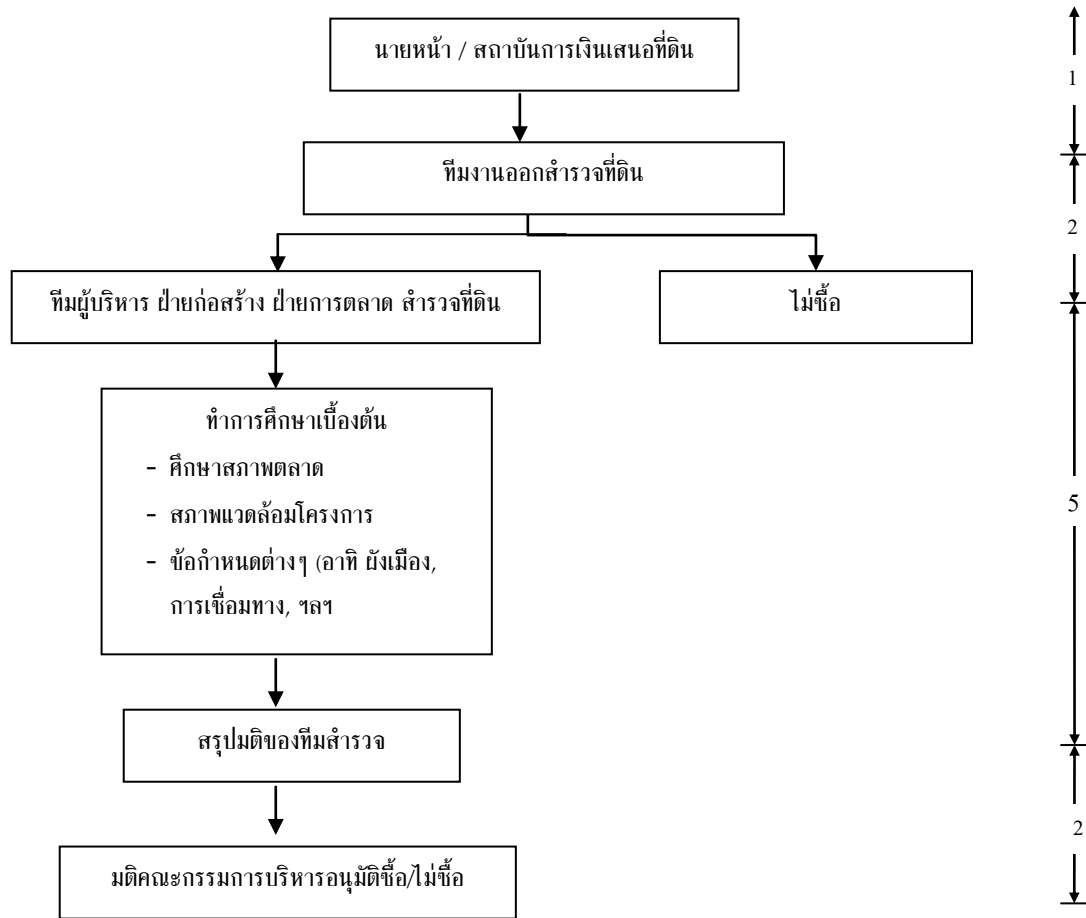 นายหน้า / สถาบันการเงินเสนอที่ดิน
1
ทีมงานออกสำรวจที่ดิน
2
ทีมผู้บริหาร ฝ่ายก่อสร้าง ฝ่ายการตลาด สำรวจที่ดิน
ไม่ซื้อ
ทำการศึกษาเบื้องต้น
- ศึกษาสภาพตลาด
- สภาพแวดล้อมโครงการ
- ข้อกำหนดต่างๆ (อาทิ ผังเมือง,
การเชื่อมทาง, ฯลฯ
5
สรุปมติของทีมสำรวจ
2
มติคณะกรรมการบริหารอนุมัติซื้อ/ไม่ซื้อ